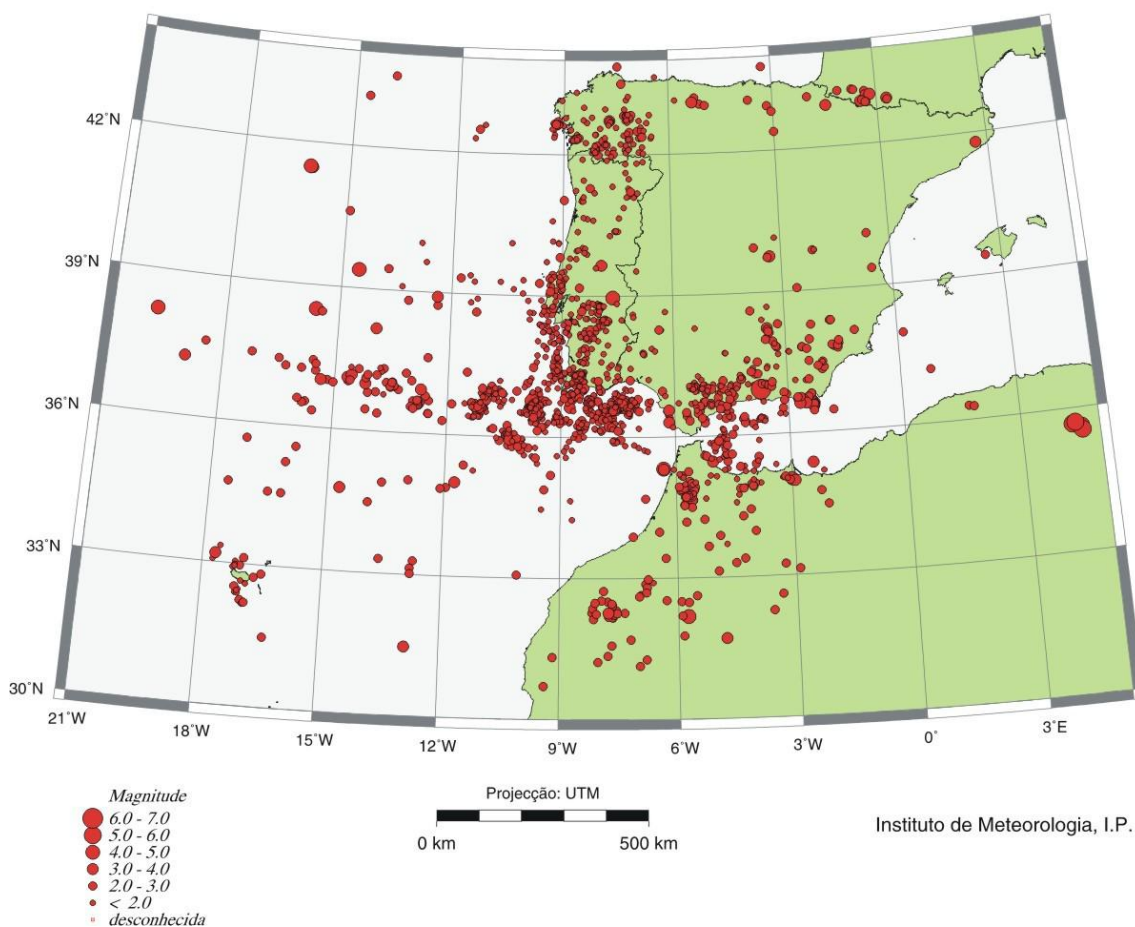 42°N
39°N
36°N
33°N
30°N
21°W
18°W
15°W
12°W
9°W
6°W
3°W
0°
3°E
Magnitude
6.0 - 7.0
5.0 - 6.0
4.0 - 5.0
3.0 - 4.0
2.0 - 3.0
< 2.0
desconhecida
Projecção: UTM
0 km
500 km
Instituto de Meteorologia, I.P.